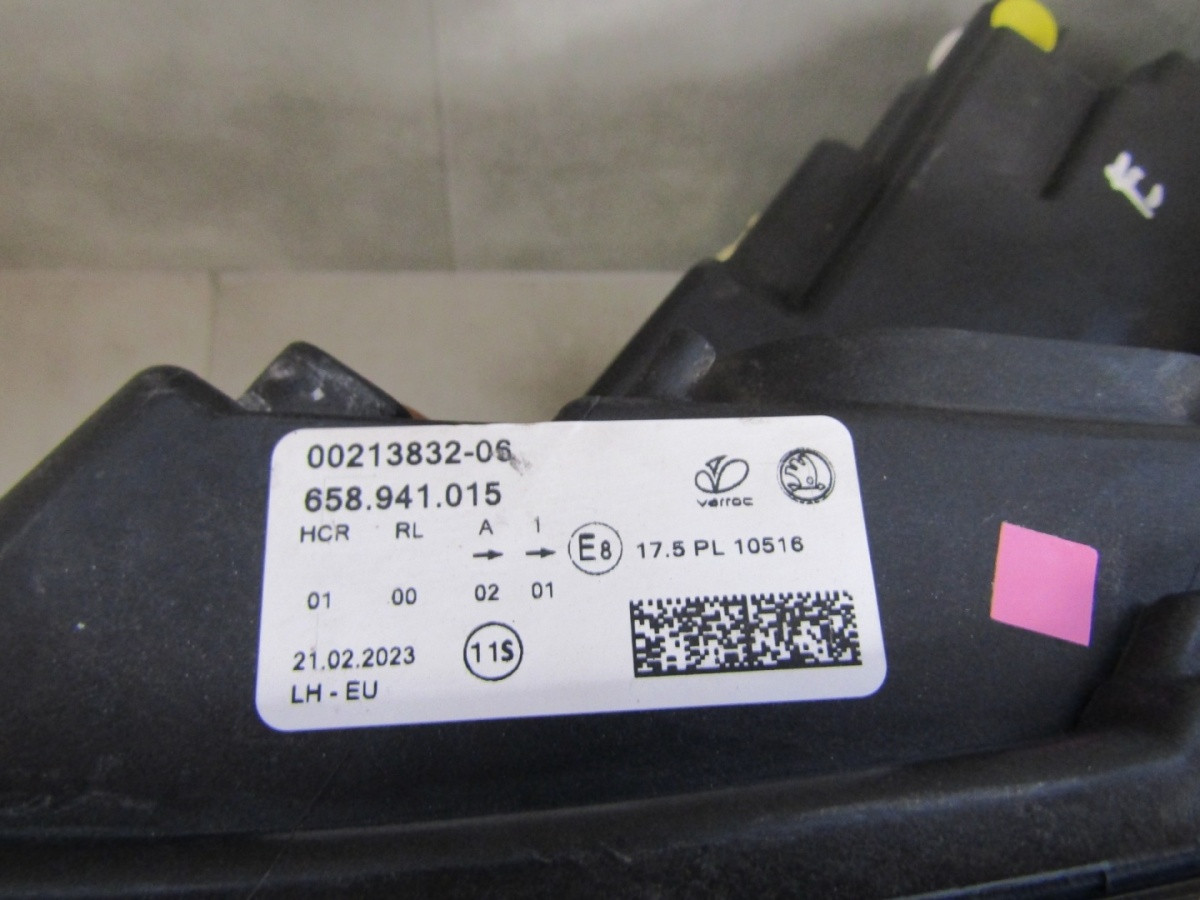 00213832-06
658.941.015
HCR RL A 1
→ → E8 17.5 PL 10516
01 00 02 01
21.02.2023 11S
LH - EU
varroc